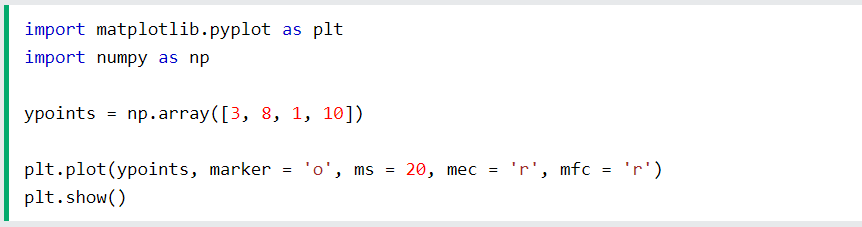 import matplotlib.pyplot as plt
import numpy as np
ypoints = np.array([3, 8, 1, 10])
plt.plot(ypoints, marker = 'o', ms = 20, mec = 'r', mfc = 'r')
plt.show()